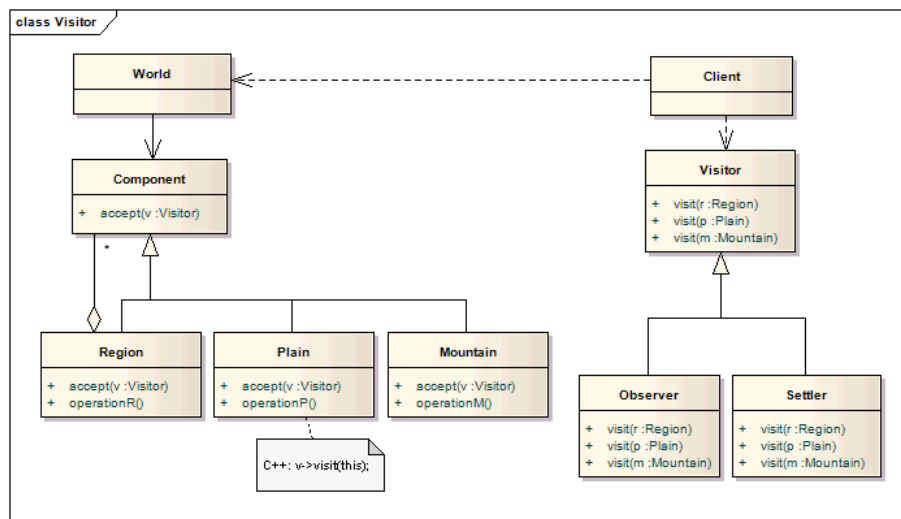 class Visitor
World
Client
Component
+ accept(v :Visitor)
*
Visitor
+ visit(r :Region)
+ visit(p :Plain)
+ visit(m :Mountain)
Region
+ accept(v :Visitor)
+ operationR()
Plain
+ accept(v :Visitor)
+ operationP()
Mountain
+ accept(v :Visitor)
+ operationM()
C++: v->visit(this);
Observer
+ visit(r :Region)
+ visit(p :Plain)
+ visit(m :Mountain)
Settler
+ visit(r :Region)
+ visit(p :Plain)
+ visit(m :Mountain)